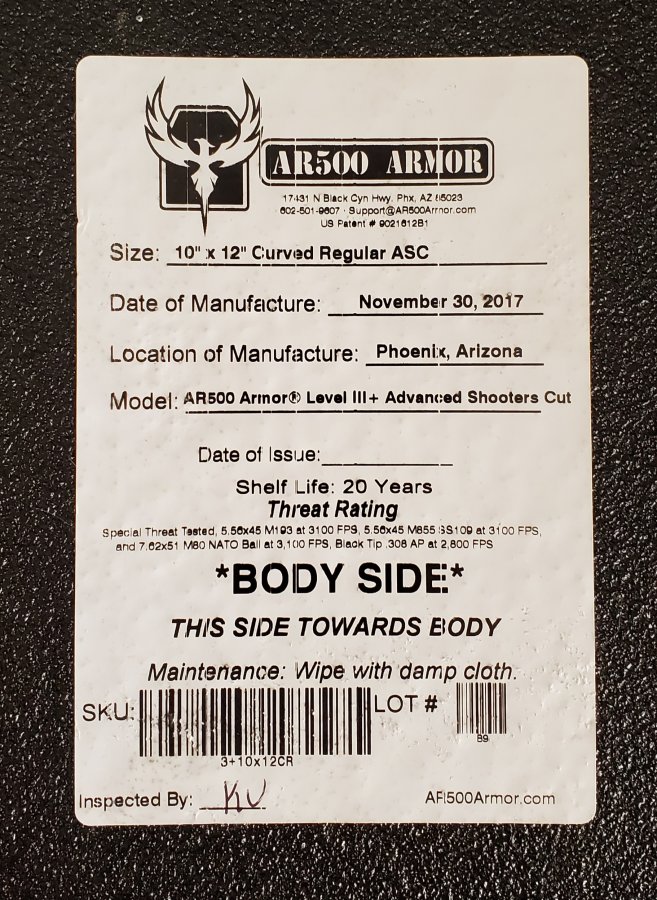 AR500 ARMOR
17431 N Black Cyn Hwy. Phx, AZ 85023
602-501-9607 · Support@AR500Armor.com
US Patent # 9021612B1
Size: 10" x 12" Curved Regular ASC
Date of Manufacture: November 30, 2017
Location of Manufacture: Phoenix, Arizona
Model: AR500 Armor® Level III+ Advanced Shooters Cut
Date of Issue:
Shelf Life: 20 Years
Threat Rating
Special Threat Tested, 5.56x45 M193 at 3100 FPS, 5.56x45 M855 SS109 at 3100 FPS,
and 7.62x51 M80 NATO Ball at 3,100 FPS, Black Tip .308 AP at 2,800 FPS
*BODY SIDE*
THIS SIDE TOWARDS BODY
Maintenance: Wipe with damp cloth.
SKU: LOT #
3+10x12CR
B9
Inspected By: KV
AR500Armor.com